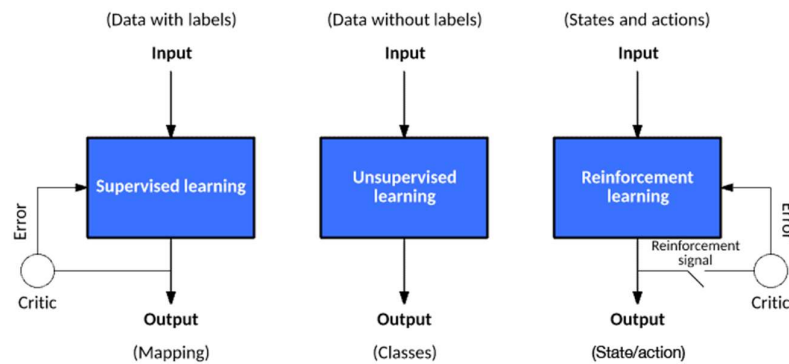 (Data with labels)
Input
Supervised learning
Error
Critic
Output
(Mapping)
(Data without labels)
Input
Unsupervised
learning
Output
(Classes)
(States and actions)
Input
Reinforcement
learning
Error
Reinforcement
signal
Critic
Output
(State/action)